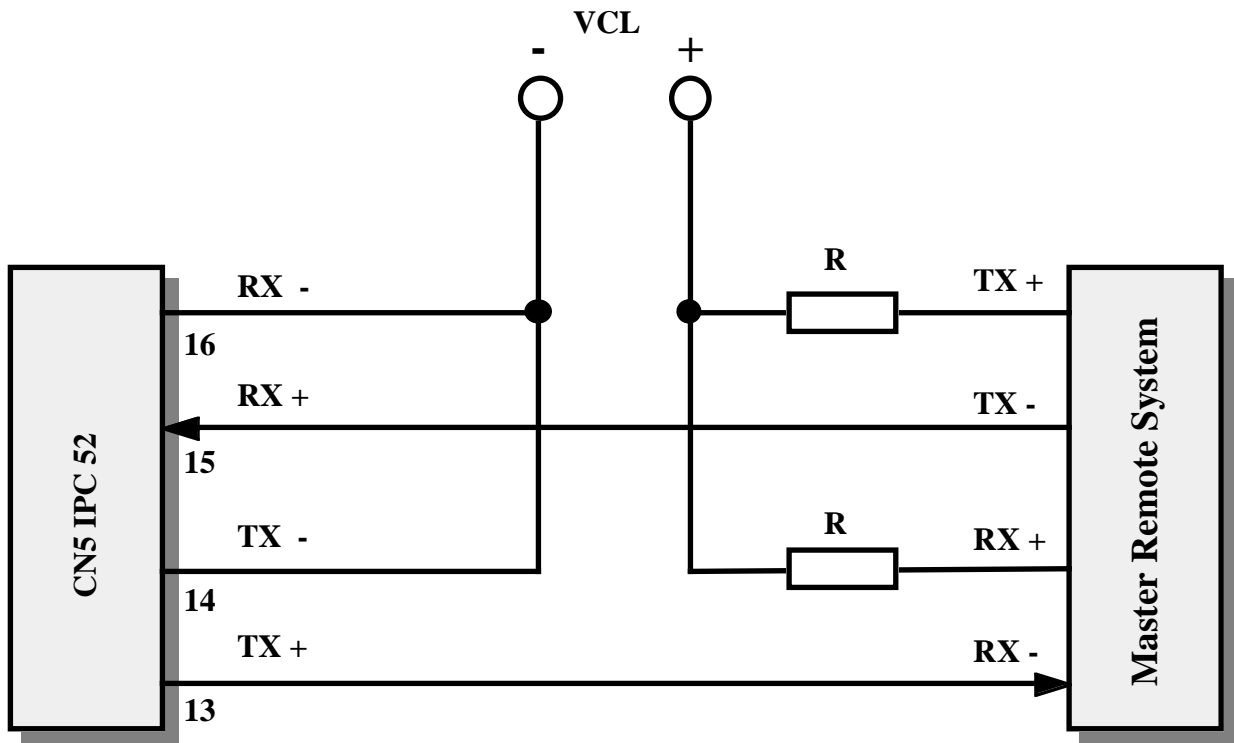 VCL
- +
R
RX -
TX +
16
RX +
TX -
15
R
TX -
RX +
14
TX +
RX -
13
CN5 IPC 52
Master Remote System